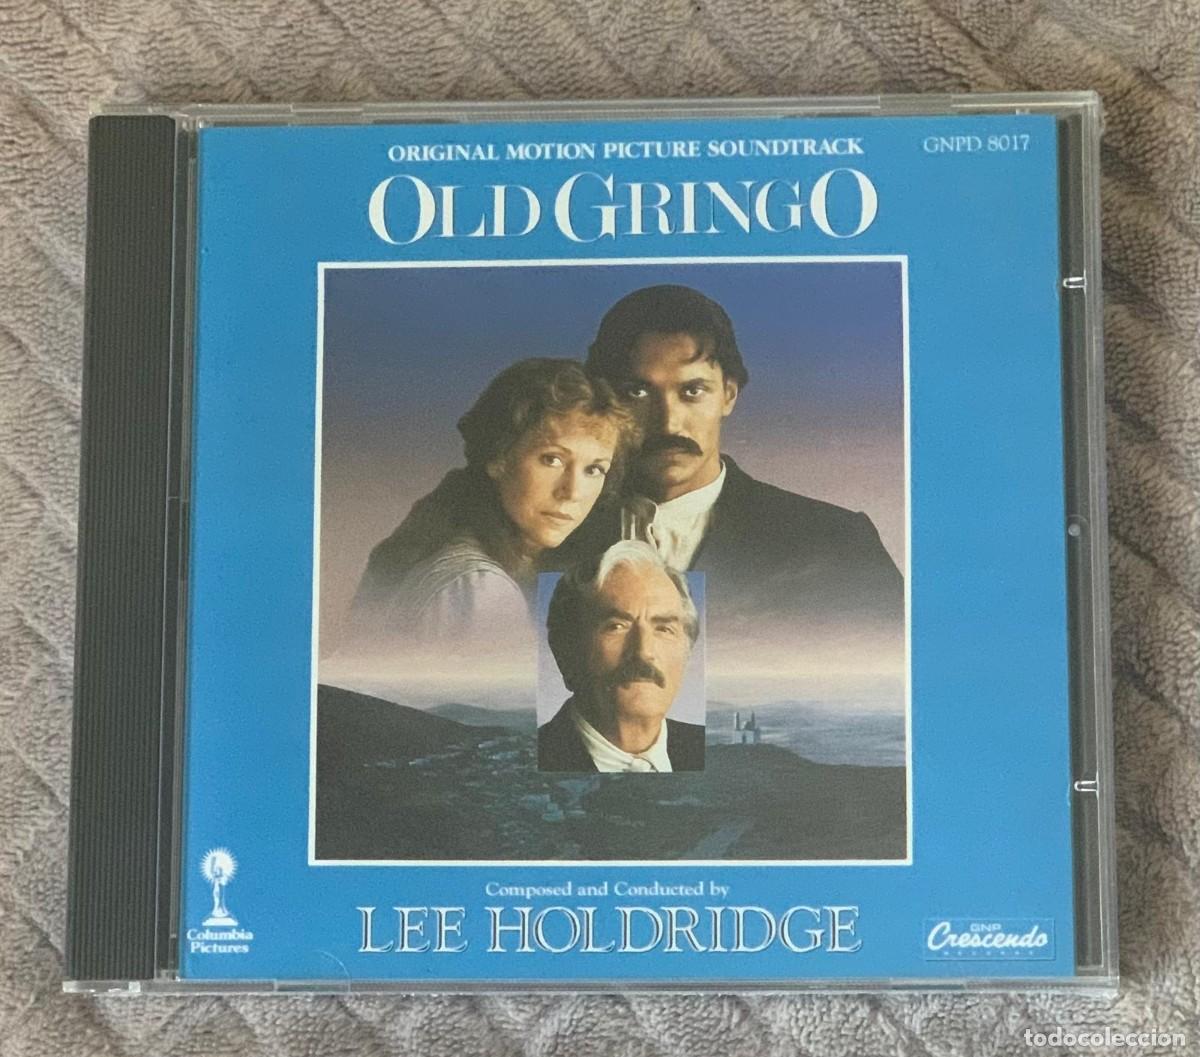 ORIGINAL MOTION PICTURE SOUNDTRACK
GNPD 8017
OLD GRINGO
Composed and Conducted by
LEE HOLDRIDGE
Columbia
Pictures
GNP
Crescendo
RECORDS
todocoleccion